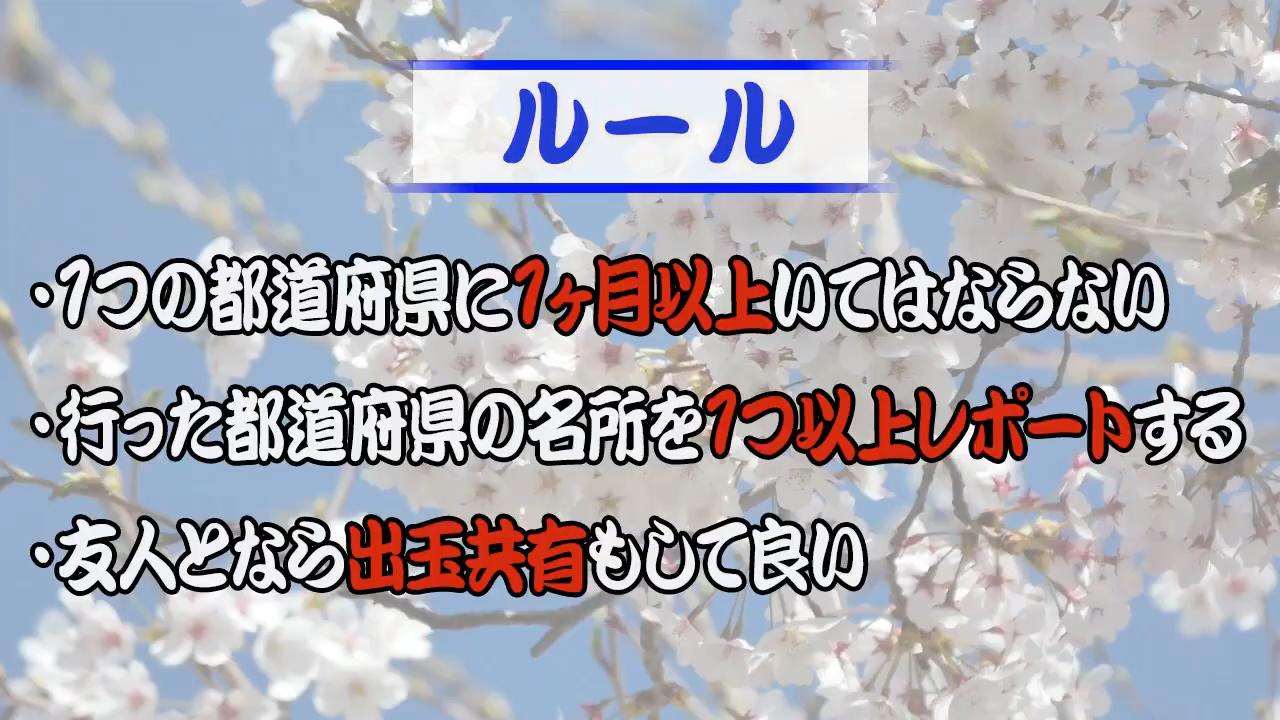 ルール
・1つの都道府県に1ヶ月以上いてはならない
・行った都道府県の名所を1つ以上レポートする
・友人となら出玉共有もして良い